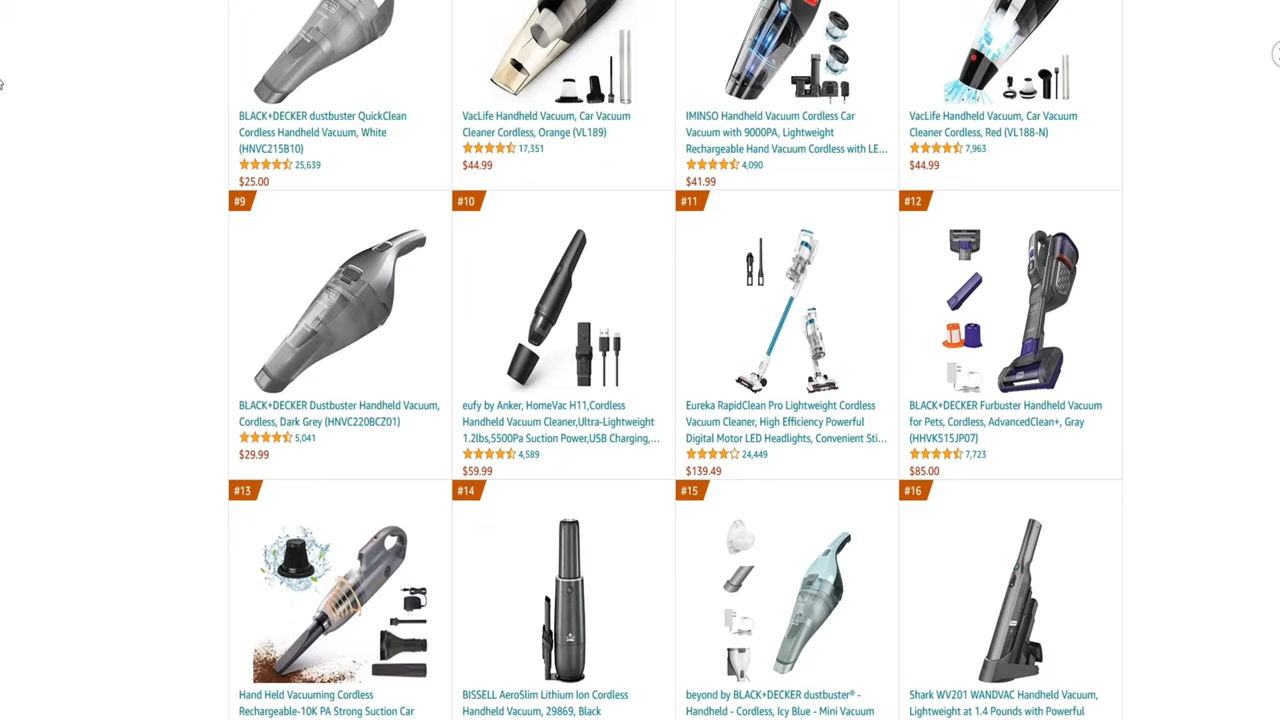 BLACK+DECKER dustbuster QuickClean
Cordless Handheld Vacuum, White
(HNVC215B10)
25,639
$25.00
VacLife Handheld Vacuum, Car Vacuum
Cleaner Cordless, Orange (VL189)
17,351
$44.99
IMINSO Handheld Vacuum Cordless Car
Vacuum with 9000PA, Lightweight
Rechargeable Hand Vacuum Cordless with LE...
4,090
$41.99
VacLife Handheld Vacuum, Car Vacuum
Cleaner Cordless, Red (VL188-N)
7,963
$44.99
#9
BLACK+DECKER Dustbuster Handheld Vacuum,
Cordless, Dark Grey (HNVC220BCZ01)
5,041
$29.99
#10
eufy by Anker, HomeVac H11,Cordless
Handheld Vacuum Cleaner,Ultra-Lightweight
1.2lbs,5500Pa Suction Power,USB Charging,...
4,589
$59.99
#11
Eureka RapidClean Pro Lightweight Cordless
Vacuum Cleaner, High Efficiency Powerful
Digital Motor LED Headlights, Convenient Sti...
24,449
$139.49
#12
BLACK+DECKER Furbuster Handheld Vacuum
for Pets, Cordless, AdvancedClean+, Gray
(HHVK515JP07)
7,723
$85.00
#13
Hand Held Vacuuming Cordless
Rechargeable-10K PA Strong Suction Car
#14
BISSELL AeroSlim Lithium Ion Cordless
Handheld Vacuum, 29869, Black
#15
beyond by BLACK+DECKER dustbuster® -
Handheld - Cordless, Icy Blue - Mini Vacuum
#16
Shark WV201 WANDVAC Handheld Vacuum,
Lightweight at 1.4 Pounds with Powerful